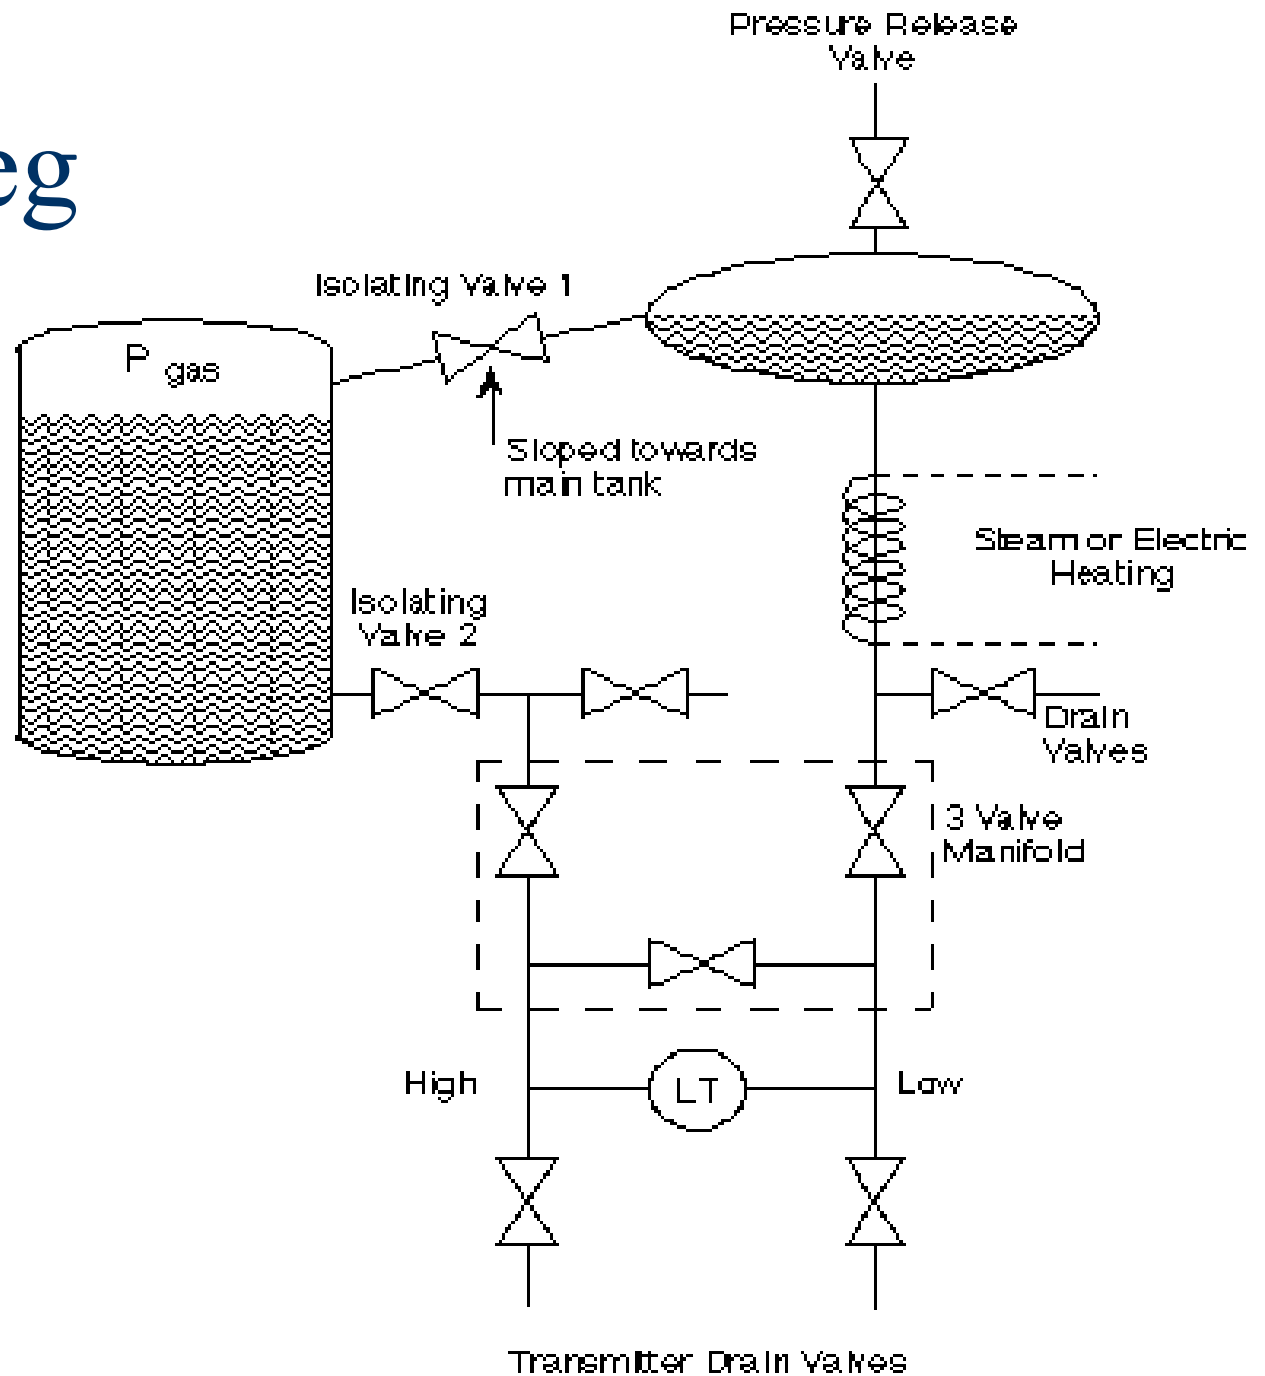 Pressure Release
Valve
eg
Isolating Valve 1
P gas
Sloped towards
main tank
Steam or Electric
Heating
Isolating
Valve 2
Drain
Valves
3 Valve
Manifold
High
LT
Low
Transmitter Drain Valves